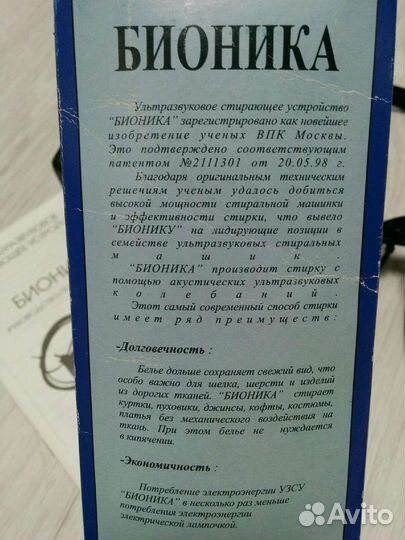 БИОНИКА
Ультразвуковое стирающее устройство
"БИОНИКА" зарегистрировано как новейшее
изобретение ученых ВПК Москвы.
Это подтверждено соответствующим
патентом №2111301 от 20.05.98 г.
Благодаря оригинальным техническим
решениям ученым удалось добиться
высокой мощности стиральной машинки
и эффективности стирки, что вывело
"БИОНИКУ" на лидирующие позиции в
семействе ультразвуковых стиральных
машин.
"БИОНИКА" производит стирку с
помощью акустических ультразвуковых
колебаний.
Этот самый современный способ стирки
имеет ряд преимуществ:
-Долговечность:
Белье дольше сохраняет свежий вид, что
особо важно для шелка, шерсти и изделий
из дорогих тканей. "БИОНИКА" стирает
куртки, пуховики, джинсы, кофты, костюмы,
платья без механического воздействия на
ткань. При этом белье не нуждается
в кипячении.
-Экономичность:
Потребление электроэнергии УЗСУ
"БИОНИКА" в несколько раз меньше
потребления электроэнергии
электрической лампочкой.
БИОНИКА
Avito